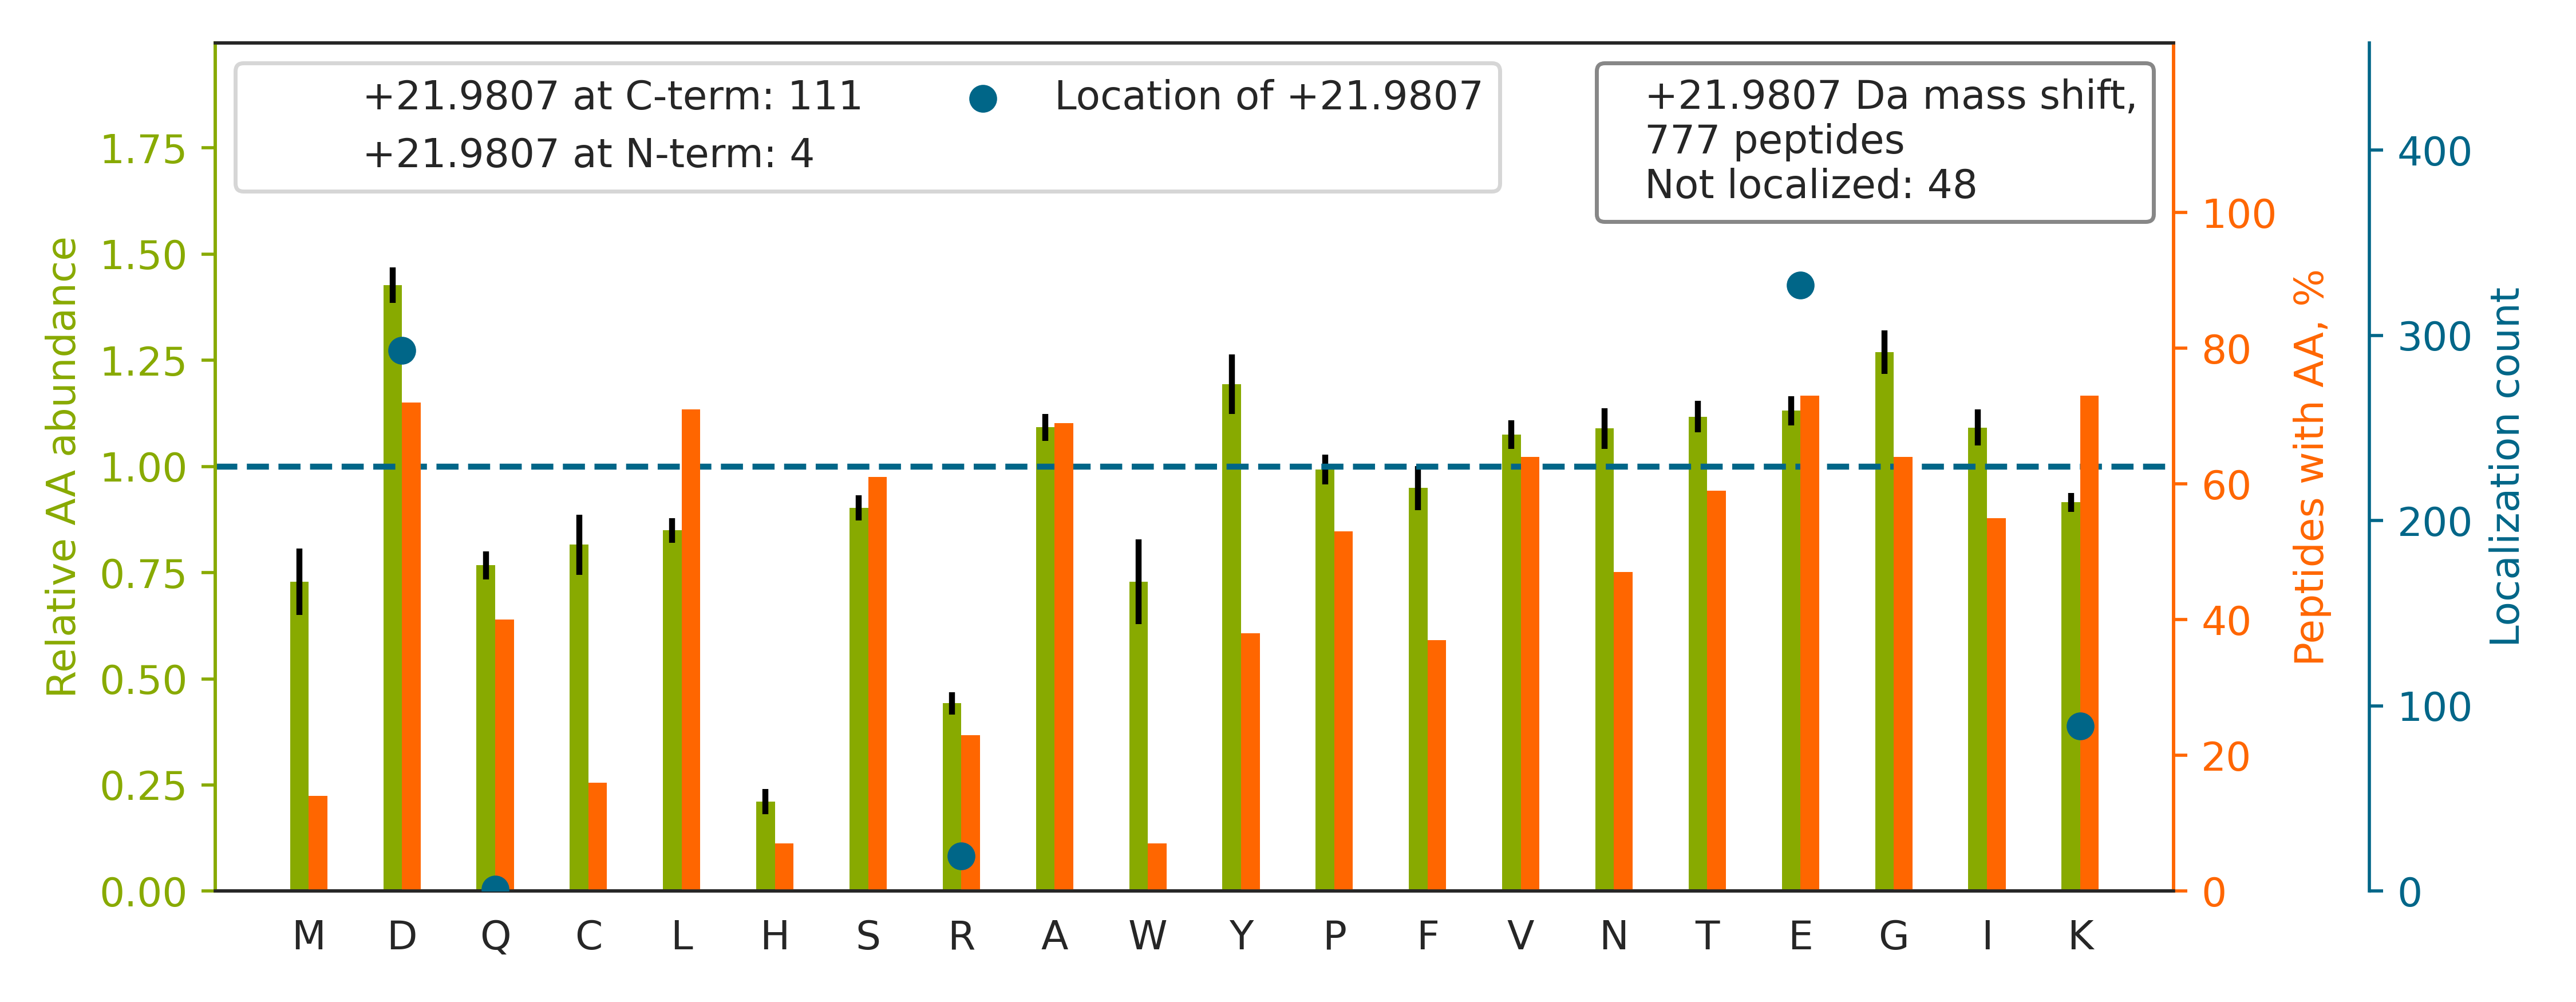 +21.9807 at C-term: 111
+21.9807 at N-term: 4
Location of +21.9807
+21.9807 Da mass shift,
777 peptides
Not localized: 48
Relative AA abundance
1.75
1.50
1.25
1.00
0.75
0.50
0.25
0.00
M D Q C L H S R A W Y P F V N T E G I K
100
80
60
40
20
0
Peptides with AA, %
400
300
200
100
0
Localization count